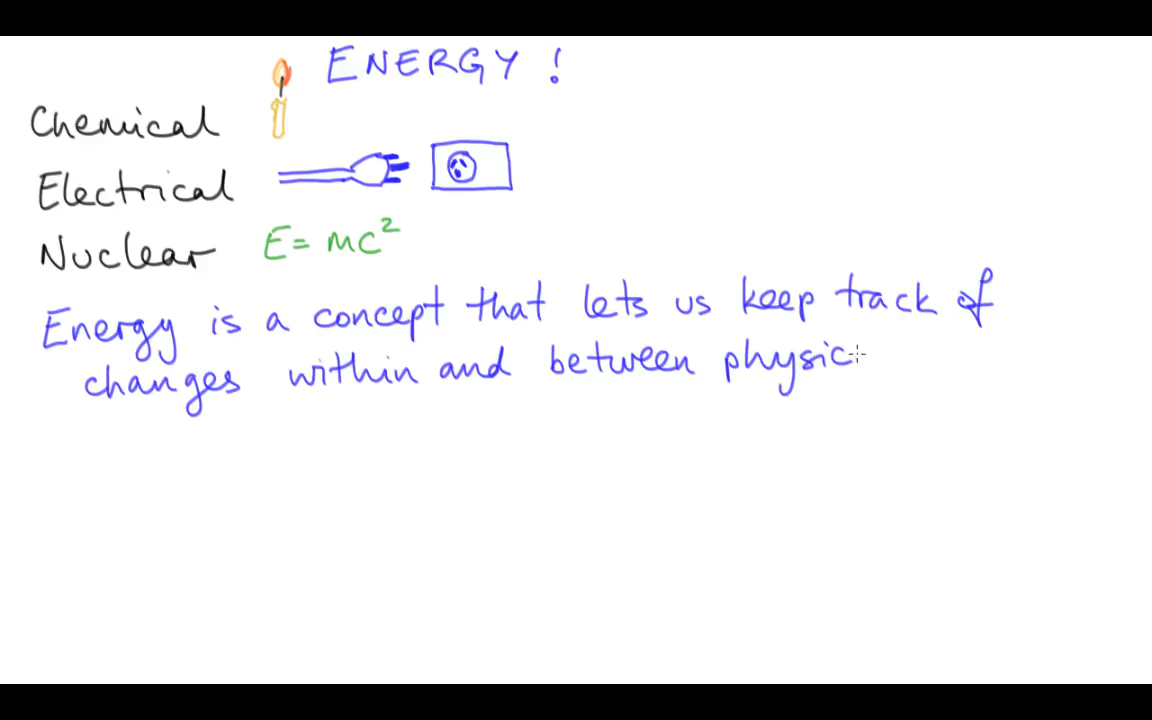 ENERGY!
Chemical
Electrical
Nuclear E = mc²
Energy is a concept that lets us keep track of
changes within and between physic